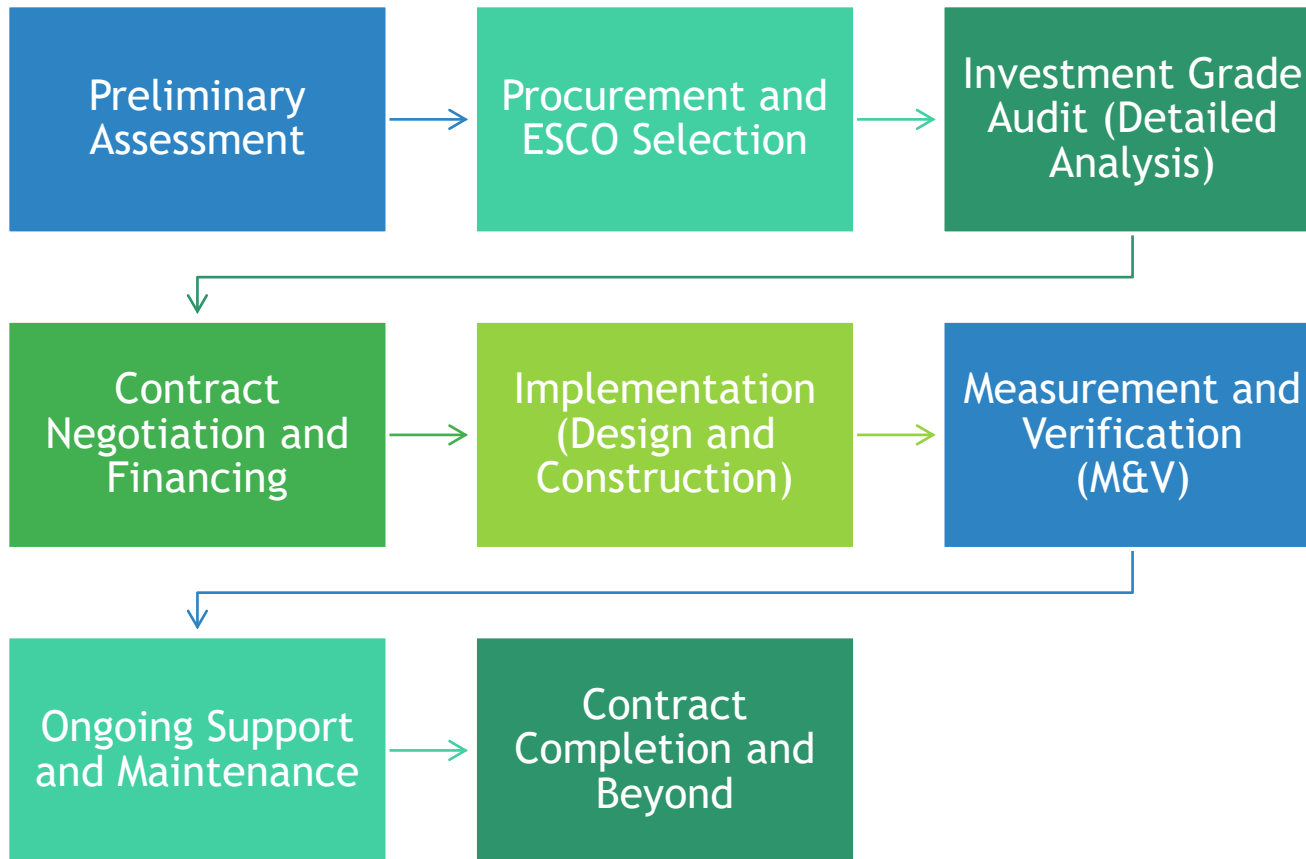 Preliminary
Assessment
Procurement and
ESCO Selection
Investment Grade
Audit (Detailed
Analysis)
Contract
Negotiation and
Financing
Implementation
(Design and
Construction)
Measurement and
Verification
(M&V)
Ongoing Support
and Maintenance
Contract
Completion and
Beyond